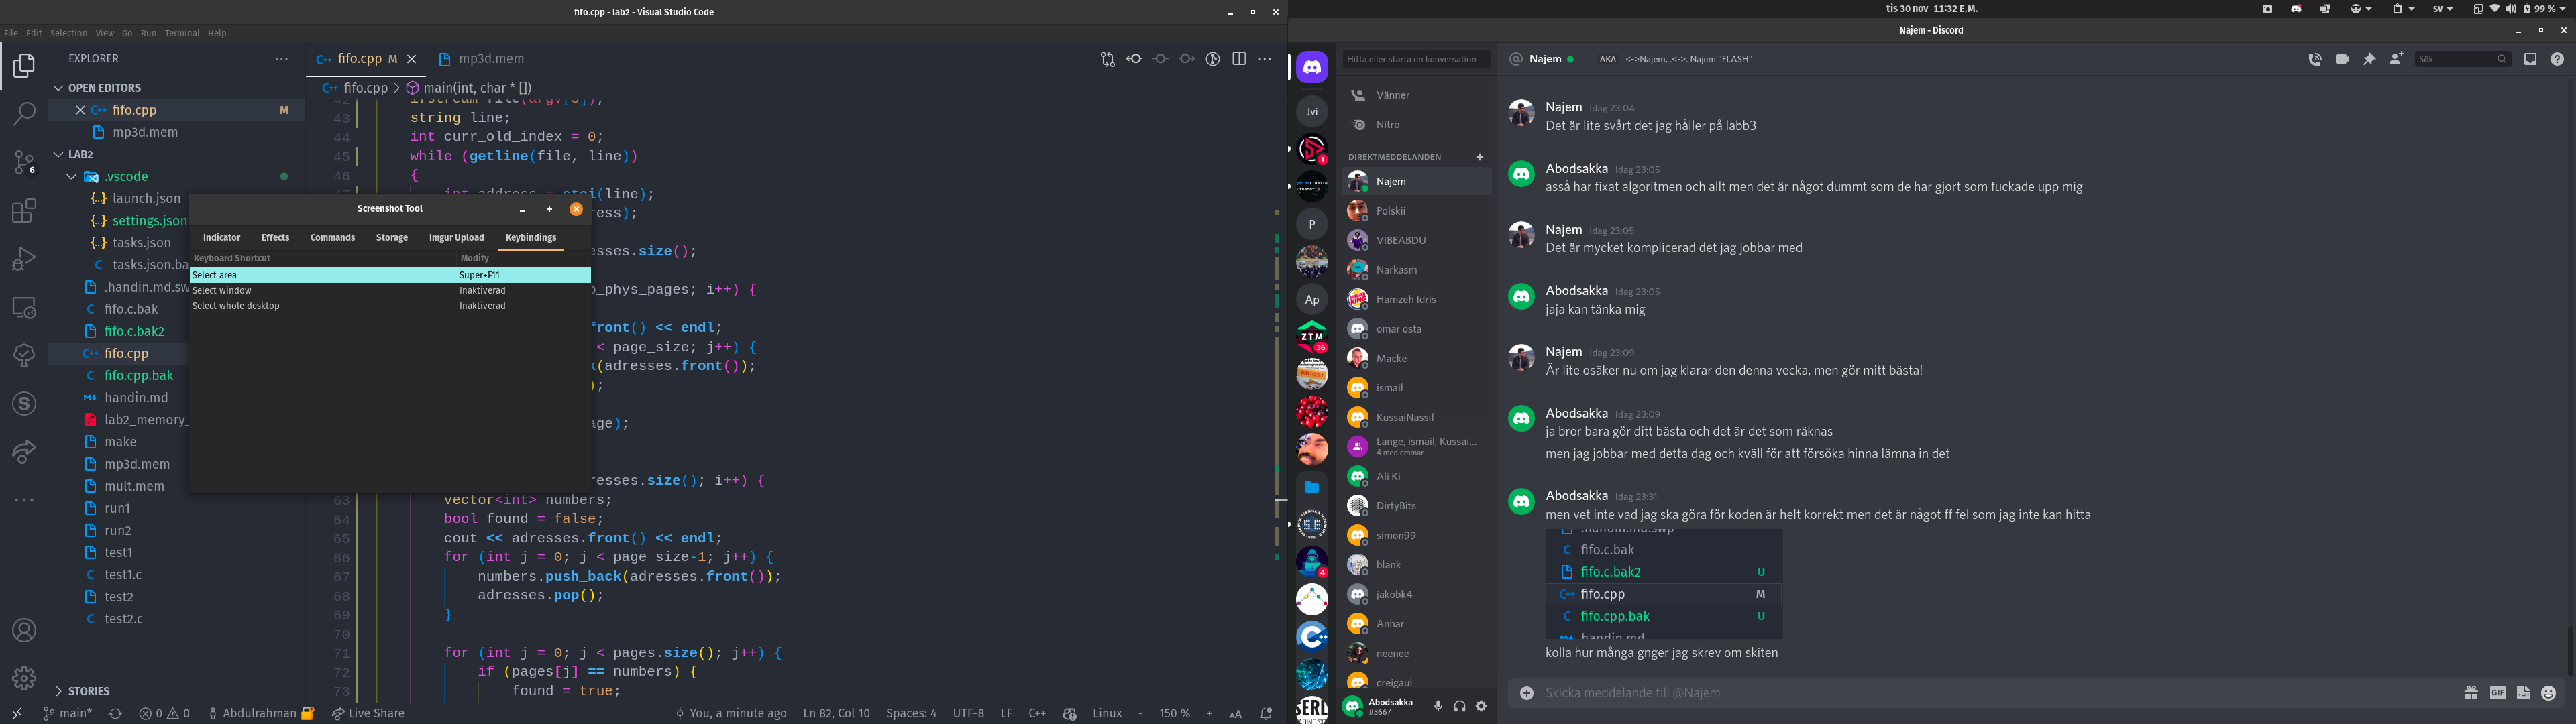 fifo.cpp - lab2 - Visual Studio Code
File Edit Selection View Go Run Terminal Help
EXPLORER
OPEN EDITORS
fifo.cpp M
mp3d.mem
LAB2
.vscode
launch.json
settings.json
tasks.json
tasks.json.ba
.handin.md.sw
fifo.c.bak
fifo.c.bak2
fifo.cpp
fifo.cpp.bak
handin.md
lab2_memory_
make
mp3d.mem
mult.mem
run1
run2
test1
test1.c
test2
test2.c
STORIES
6
fifo.cpp M
mp3d.mem
fifo.cpp > main(int, char * [])
42 ifstream file(argv[3]);
43 string line;
44 int curr_old_index = 0;
45 while (getline(file, line))
46 {
int address = stoi(line);
ress);
esses.size();
o_phys_pages; i++) {
front() << endl;
< page_size; j++) {
k(adresses.front());
);
age);
resses.size(); i++) {
63 vector<int> numbers;
64 bool found = false;
65 cout << adresses.front() << endl;
66 for (int j = 0; j < page_size-1; j++) {
67 numbers.push_back(adresses.front());
68 adresses.pop();
69 }
70
71 for (int j = 0; j < pages.size(); j++) {
72 if (pages[j] == numbers) {
73 found = true;
Screenshot Tool
Indicator Effects Commands Storage Imgur Upload Keybindings
Keyboard Shortcut Modify
Select area Super+F11
Select window Inaktiverad
Select whole desktop Inaktiverad
main* 0 0 Abdulrahman Live Share You, a minute ago Ln 82, Col 10 Spaces: 4 UTF-8 LF C++ Linux - 150 % + AA
tis 30 nov 11:32 E.M.
sv
99 %
Najem - Discord
Hitta eller starta en konversation
Vänner
Nitro
DIREKTMEDDELANDEN +
Najem
Polskii
VIBEABDU
Narkasm
Hamzeh Idris
omar osta
Macke
ismail
KussaiNassif
Lange, ismail, Kussai...
4 medlemmar
Ali Ki
DirtyBits
simon99
blank
jakobk4
Anhar
neenee
creigaul
Abodsakka
#3667
Jvi
1
P
Ap
ZTM
36
4
C++
SERL
Najem AKA <->Najem, .<->. Najem "FLASH"
Sök
Najem Idag 23:04
Det är lite svårt det jag håller på labb3
Abodsakka Idag 23:05
asså har fixat algoritmen och allt men det är något dummt som de har gjort som fuckade upp mig
Najem Idag 23:05
Det är mycket komplicerad det jag jobbar med
Abodsakka Idag 23:05
jaja kan tänka mig
Najem Idag 23:09
Är lite osäker nu om jag klarar den denna vecka, men gör mitt bästa!
Abodsakka Idag 23:09
ja bror bara gör ditt bästa och det är det som räknas
men jag jobbar med detta dag och kväll för att försöka hinna lämna in det
Abodsakka Idag 23:31
men vet inte vad jag ska göra för koden är helt korrekt men det är något ff fel som jag inte kan hitta
.handin.md.swp
fifo.c.bak
fifo.c.bak2 U
fifo.cpp M
fifo.cpp.bak U
handin.md
kolla hur många gnger jag skrev om skiten
Skicka meddelande till @Najem
GIF